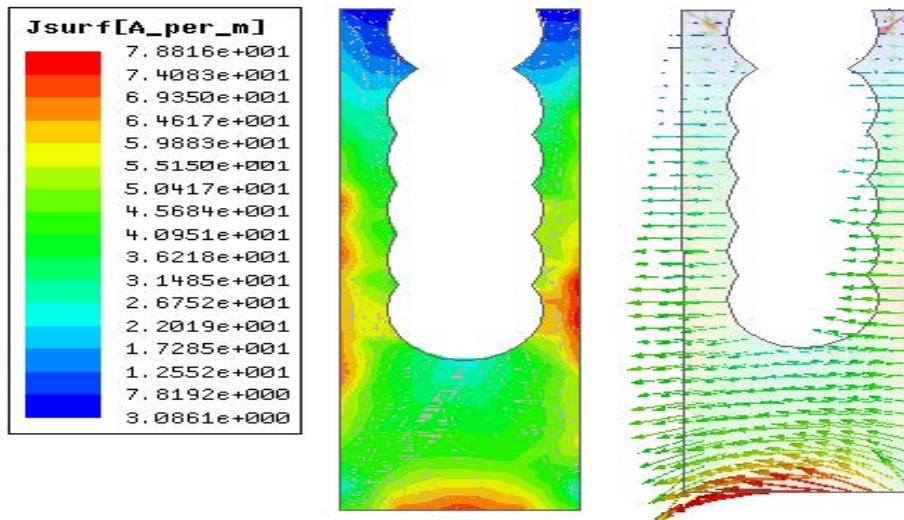 Jsurf[A_per_m]
7.8816e+001
7.4083e+001
6.9350e+001
6.4617e+001
5.9883e+001
5.5150e+001
5.0417e+001
4.5684e+001
4.0951e+001
3.6218e+001
3.1485e+001
2.6752e+001
2.2019e+001
1.7285e+001
1.2552e+001
7.8192e+000
3.0861e+000